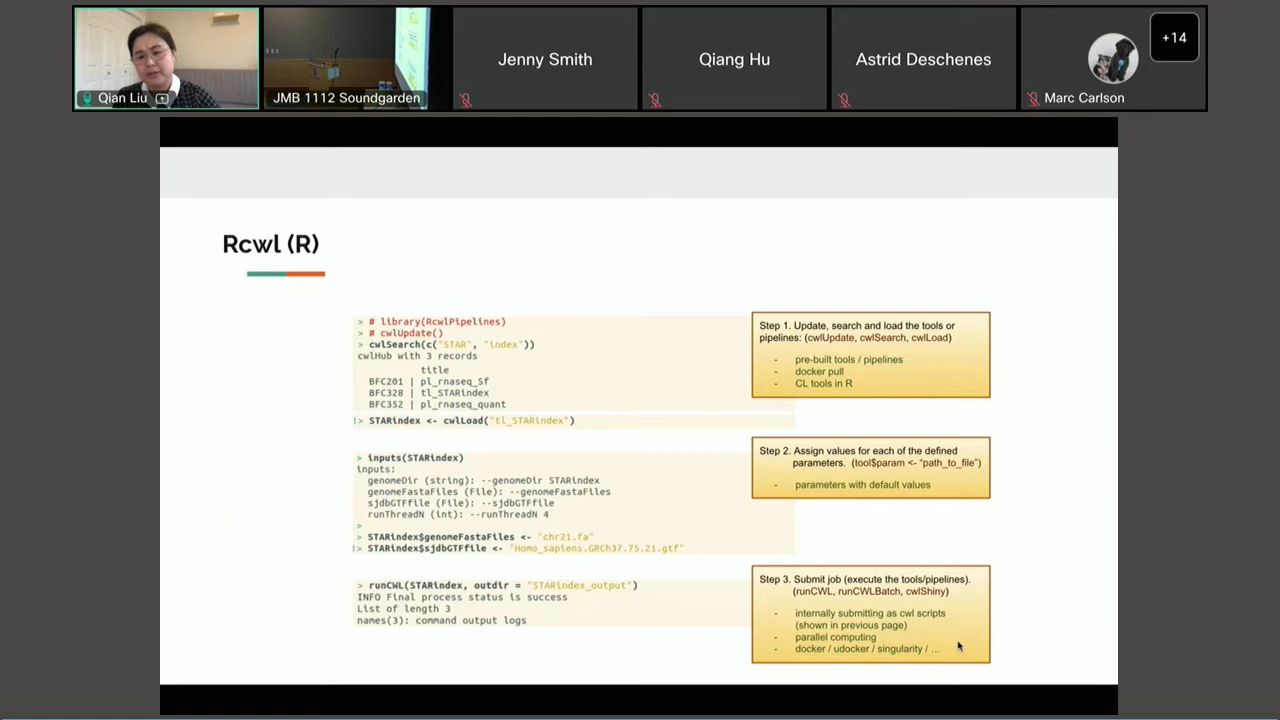 Qian Liu
JMB 1112 Soundgarden
Jenny Smith
Qiang Hu
Astrid Deschenes
Marc Carlson
+14
Rcwl (R)
> # library(RcwlPipelines)
> # cwlUpdate()
> cwlSearch(c("STAR", "index"))
cwlHub with 3 records
title
BFC201 | pl_rnaseq_Sf
BFC328 | tl_STARindex
BFC352 | pl_rnaseq_quant
> STARindex <- cwlLoad("tl_STARindex")
> inputs(STARindex)
inputs:
genomeDir (string): --genomeDir STARindex
genomeFastaFiles (File): --genomeFastaFiles
sjdbGTFfile (File): --sjdbGTFfile
runThreadN (int): --runThreadN 4
>
> STARindex$genomeFastaFiles <- "chr21.fa"
> STARindex$sjdbGTFfile <- "Homo_sapiens.GRCh37.75.21.gtf"
> runCWL(STARindex, outdir = "STARindex_output")
INFO Final process status is success
List of length 3
names(3): command output logs
Step 1. Update, search and load the tools or
pipelines: (cwlUpdate, cwlSearch, cwlLoad)
- pre-built tools / pipelines
- docker pull
- CL tools in R
Step 2. Assign values for each of the defined
parameters. (tool$param <- “path_to_file”)
- parameters with default values
Step 3. Submit job (execute the tools/pipelines).
(runCWL, runCWLBatch, cwlShiny)
- internally submitting as cwl scripts
(shown in previous page)
- parallel computing
- docker / udocker / singularity / …